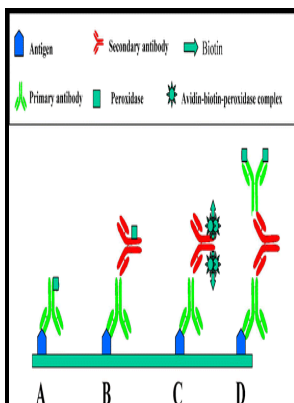 Antigen
Secondary antibody
Biotin
Primary antibody
Peroxidase
Avidin-biotin-peroxidase complex
A B C D